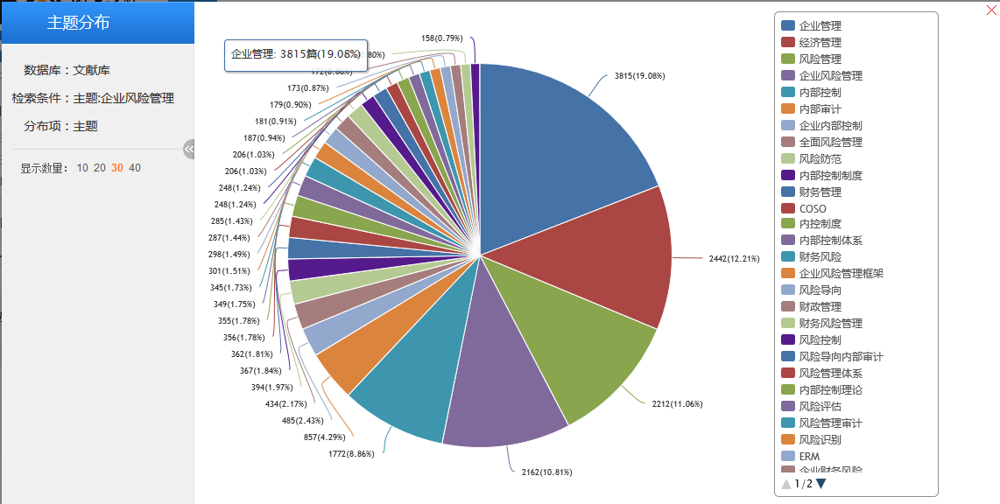 主题分布
数据库：文献库
检索条件：主题:企业风险管理
分布项：主题
显示数量： 10 20 30 40
企业管理: 3815篇(19.08%)
158(0.79%)
3815(19.08%)
173(0.87%)
179(0.90%)
181(0.91%)
187(0.94%)
206(1.03%)
206(1.03%)
248(1.24%)
248(1.24%)
285(1.43%)
287(1.44%)
298(1.49%)
301(1.51%)
345(1.73%)
349(1.75%)
355(1.78%)
356(1.78%)
362(1.81%)
367(1.84%)
394(1.97%)
434(2.17%)
485(2.43%)
857(4.29%)
1772(8.86%)
2162(10.81%)
2212(11.06%)
2442(12.21%)
企业管理
经济管理
风险管理
企业风险管理
内部控制
内部审计
企业内部控制
全面风险管理
风险防范
内部控制制度
财务管理
COSO
内控制度
内部控制体系
财务风险
企业风险管理框架
风险导向
财政管理
财务风险管理
风险控制
风险导向内部审计
风险管理体系
内部控制理论
风险评估
风险管理审计
风险识别
ERM
企业财务风险
1/2